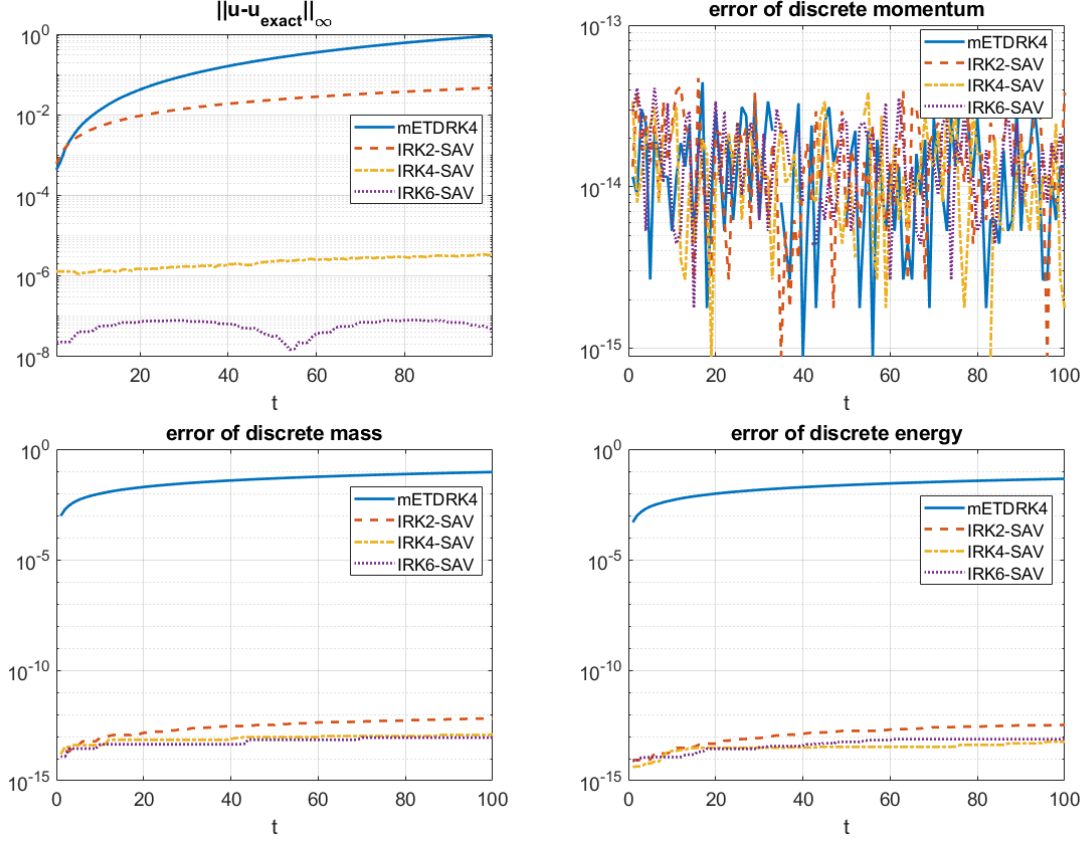 ||u-u_exact||_∞
10^0
10^-2
10^-4
10^-6
10^-8
20
40
60
80
t
mETDRK4
IRK2-SAV
IRK4-SAV
IRK6-SAV
error of discrete momentum
10^-13
10^-14
10^-15
0
20
40
60
80
100
t
mETDRK4
IRK2-SAV
IRK4-SAV
IRK6-SAV
error of discrete mass
10^0
10^-5
10^-10
10^-15
0
20
40
60
80
100
t
mETDRK4
IRK2-SAV
IRK4-SAV
IRK6-SAV
error of discrete energy
10^0
10^-5
10^-10
10^-15
0
20
40
60
80
100
t
mETDRK4
IRK2-SAV
IRK4-SAV
IRK6-SAV